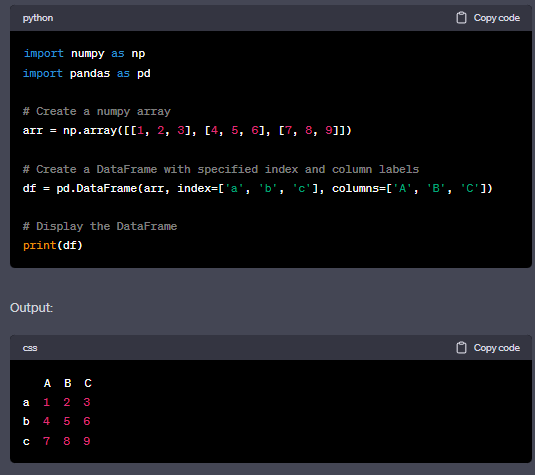 python Copy code
import numpy as np
import pandas as pd
# Create a numpy array
arr = np.array([[1, 2, 3], [4, 5, 6], [7, 8, 9]])
# Create a DataFrame with specified index and column labels
df = pd.DataFrame(arr, index=['a', 'b', 'c'], columns=['A', 'B', 'C'])
# Display the DataFrame
print(df)
Output:
css Copy code
A B C
a 1 2 3
b 4 5 6
c 7 8 9